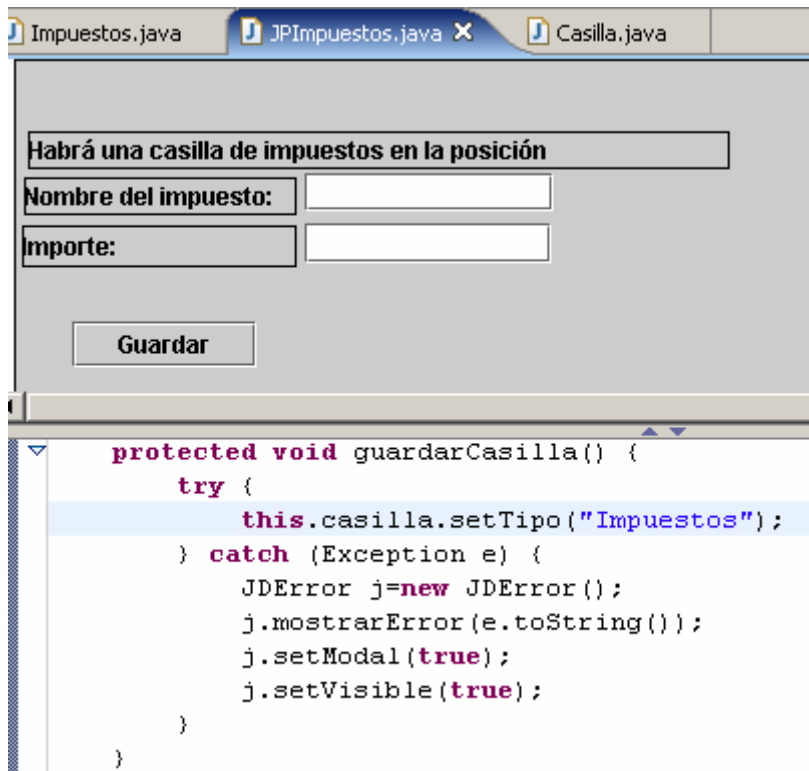 Impuestos.java JPImpuestos.java Casilla.java
Habrá una casilla de impuestos en la posición
Nombre del impuesto:
Importe:
Guardar
protected void guardarCasilla() {
try {
this.casilla.setTipo("Impuestos");
} catch (Exception e) {
JDError j=new JDError();
j.mostrarError(e.toString());
j.setModal(true);
j.setVisible(true);
}
}